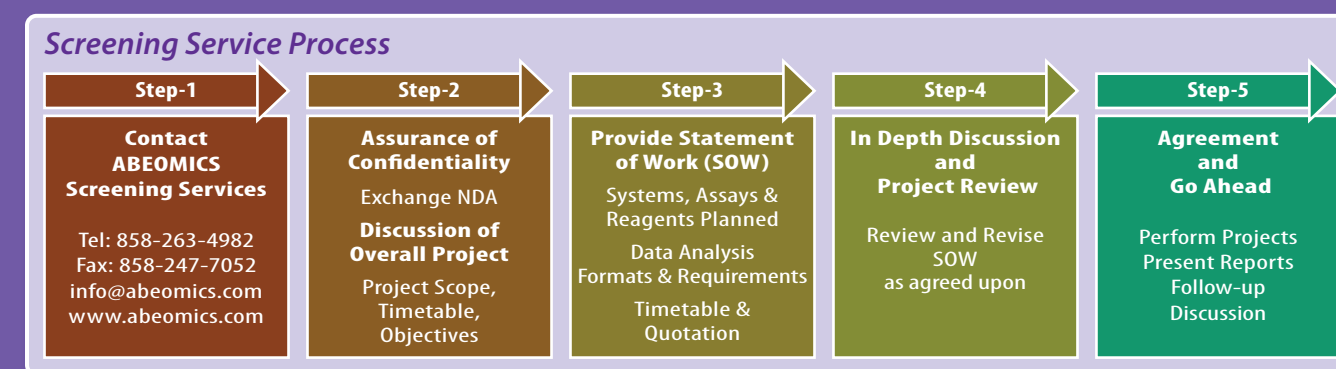 Screening Service Process
Step-1
Contact
ABEOMICS
Screening Services
Tel: 858-263-4982
Fax: 858-247-7052
info@abeomics.com
www.abeomics.com
Step-2
Assurance of
Confidentiality
Exchange NDA
Discussion of
Overall Project
Project Scope,
Timetable,
Objectives
Step-3
Provide Statement
of Work (SOW)
Systems, Assays &
Reagents Planned
Data Analysis
Formats & Requirements
Timetable &
Quotation
Step-4
In Depth Discussion
and
Project Review
Review and Revise
SOW
as agreed upon
Step-5
Agreement
and
Go Ahead
Perform Projects
Present Reports
Follow-up
Discussion